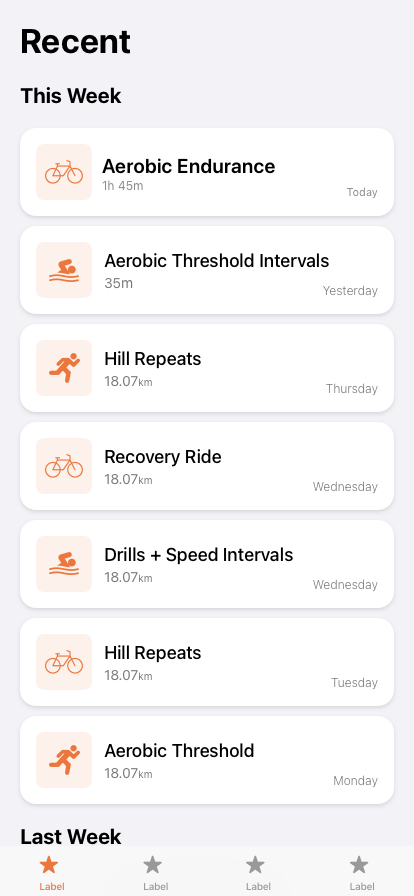 Recent
This Week
Aerobic Endurance
1h 45m
Today
Aerobic Threshold Intervals
35m
Yesterday
Hill Repeats
18.07km
Thursday
Recovery Ride
18.07km
Wednesday
Drills + Speed Intervals
18.07km
Wednesday
Hill Repeats
18.07km
Tuesday
Aerobic Threshold
18.07km
Monday
Last Week
Label Label Label Label